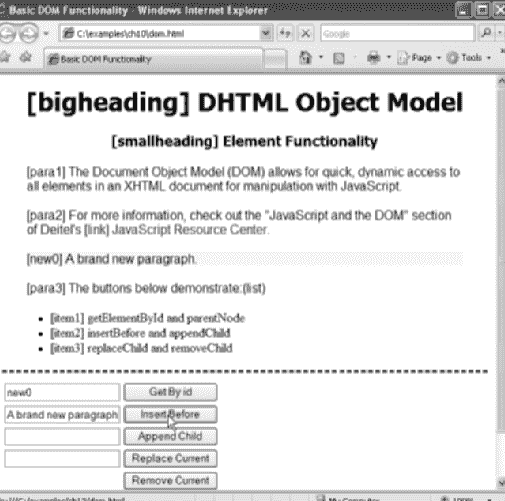 Basic DOM Functionality - Windows Internet Explorer
C:\examples\ch10\dom.html
Google
Basic DOM Functionality
Page
Tools
[bigheading] DHTML Object Model
[smallheading] Element Functionality
[para1] The Document Object Model (DOM) allows for quick, dynamic access to
all elements in an XHTML document for manipulation with JavaScript.
[para2] For more information, check out the "JavaScript and the DOM" section
of Deitel's [link] JavaScript Resource Center.
[new0] A brand new paragraph.
[para3] The buttons below demonstrate:(list)
[item1] getElementById and parentNode
[item2] insertBefore and appendChild
[item3] replaceChild and removeChild
new0
Get By id
A brand new paragraph
Insert Before
Append Child
Replace Current
Remove Current
My Computer
100%